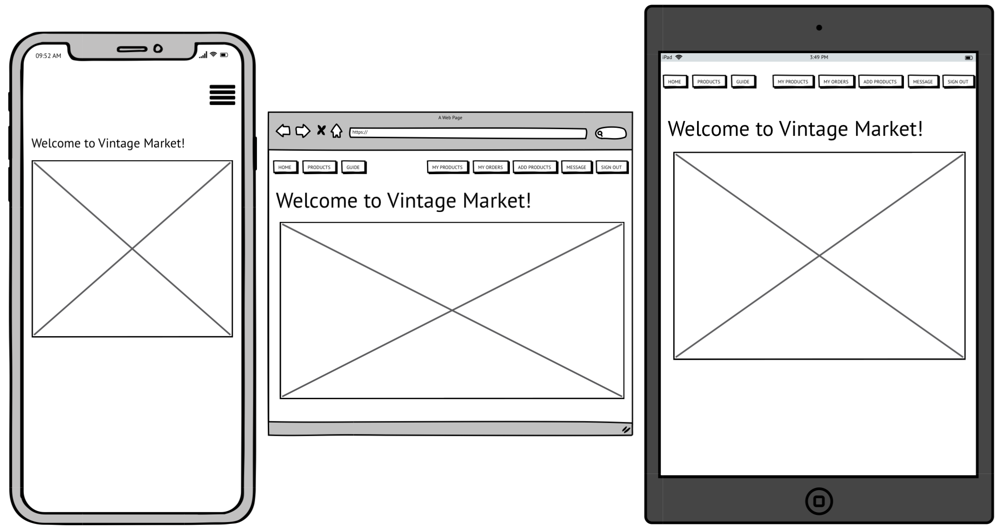 09:52 AM
Welcome to Vintage Market!
A Web Page
https://
HOME PRODUCTS GUIDE MY PRODUCTS MY ORDERS ADD PRODUCTS MESSAGE SIGN OUT
Welcome to Vintage Market!
iPad 3:49 PM
HOME PRODUCTS GUIDE MY PRODUCTS MY ORDERS ADD PRODUCTS MESSAGE SIGN OUT
Welcome to Vintage Market!